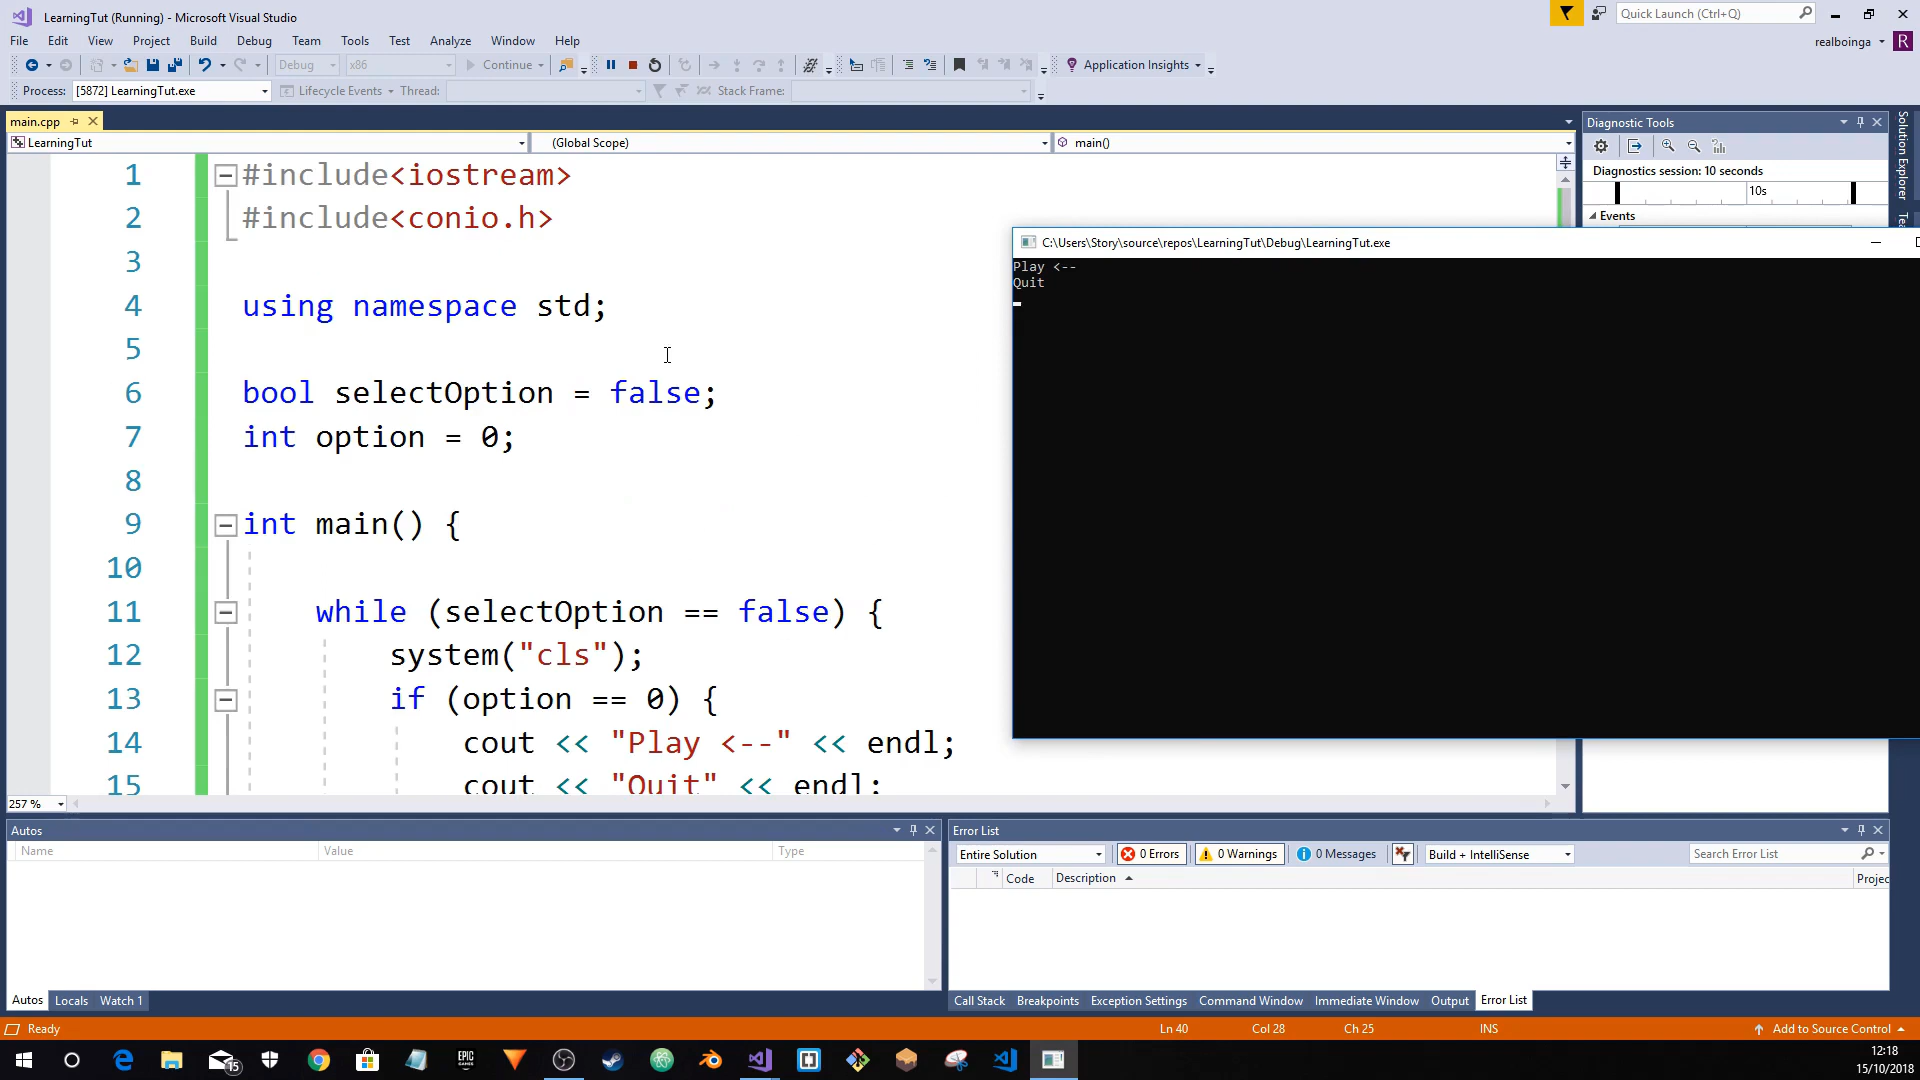 LearningTut (Running) - Microsoft Visual Studio
Quick Launch (Ctrl+Q)
File Edit View Project Build Debug Team Tools Test Analyze Window Help
realboinga R
Debug x86 Continue Application Insights
Process: [5872] LearningTut.exe Lifecycle Events Thread: Stack Frame:
main.cpp
LearningTut (Global Scope) main()
1 #include<iostream>
2 #include<conio.h>
3
4 using namespace std;
5
6 bool selectOption = false;
7 int option = 0;
8
9 int main() {
10
11 while (selectOption == false) {
12 system("cls");
13 if (option == 0) {
14 cout << "Play <--" << endl;
15 cout << "Quit" << endl;
257 %
Diagnostic Tools
Diagnostics session: 10 seconds
10s
Events
Solution Explorer
C:\Users\Story\source\repos\LearningTut\Debug\LearningTut.exe
Play <--
Quit
Autos
Name Value Type
Autos Locals Watch 1
Error List
Entire Solution 0 Errors 0 Warnings 0 Messages Build + IntelliSense Search Error List
Code Description Projec
Call Stack Breakpoints Exception Settings Command Window Immediate Window Output Error List
Ready Ln 40 Col 28 Ch 25 INS Add to Source Control
15
EPIC GAMES
12:18
15/10/2018